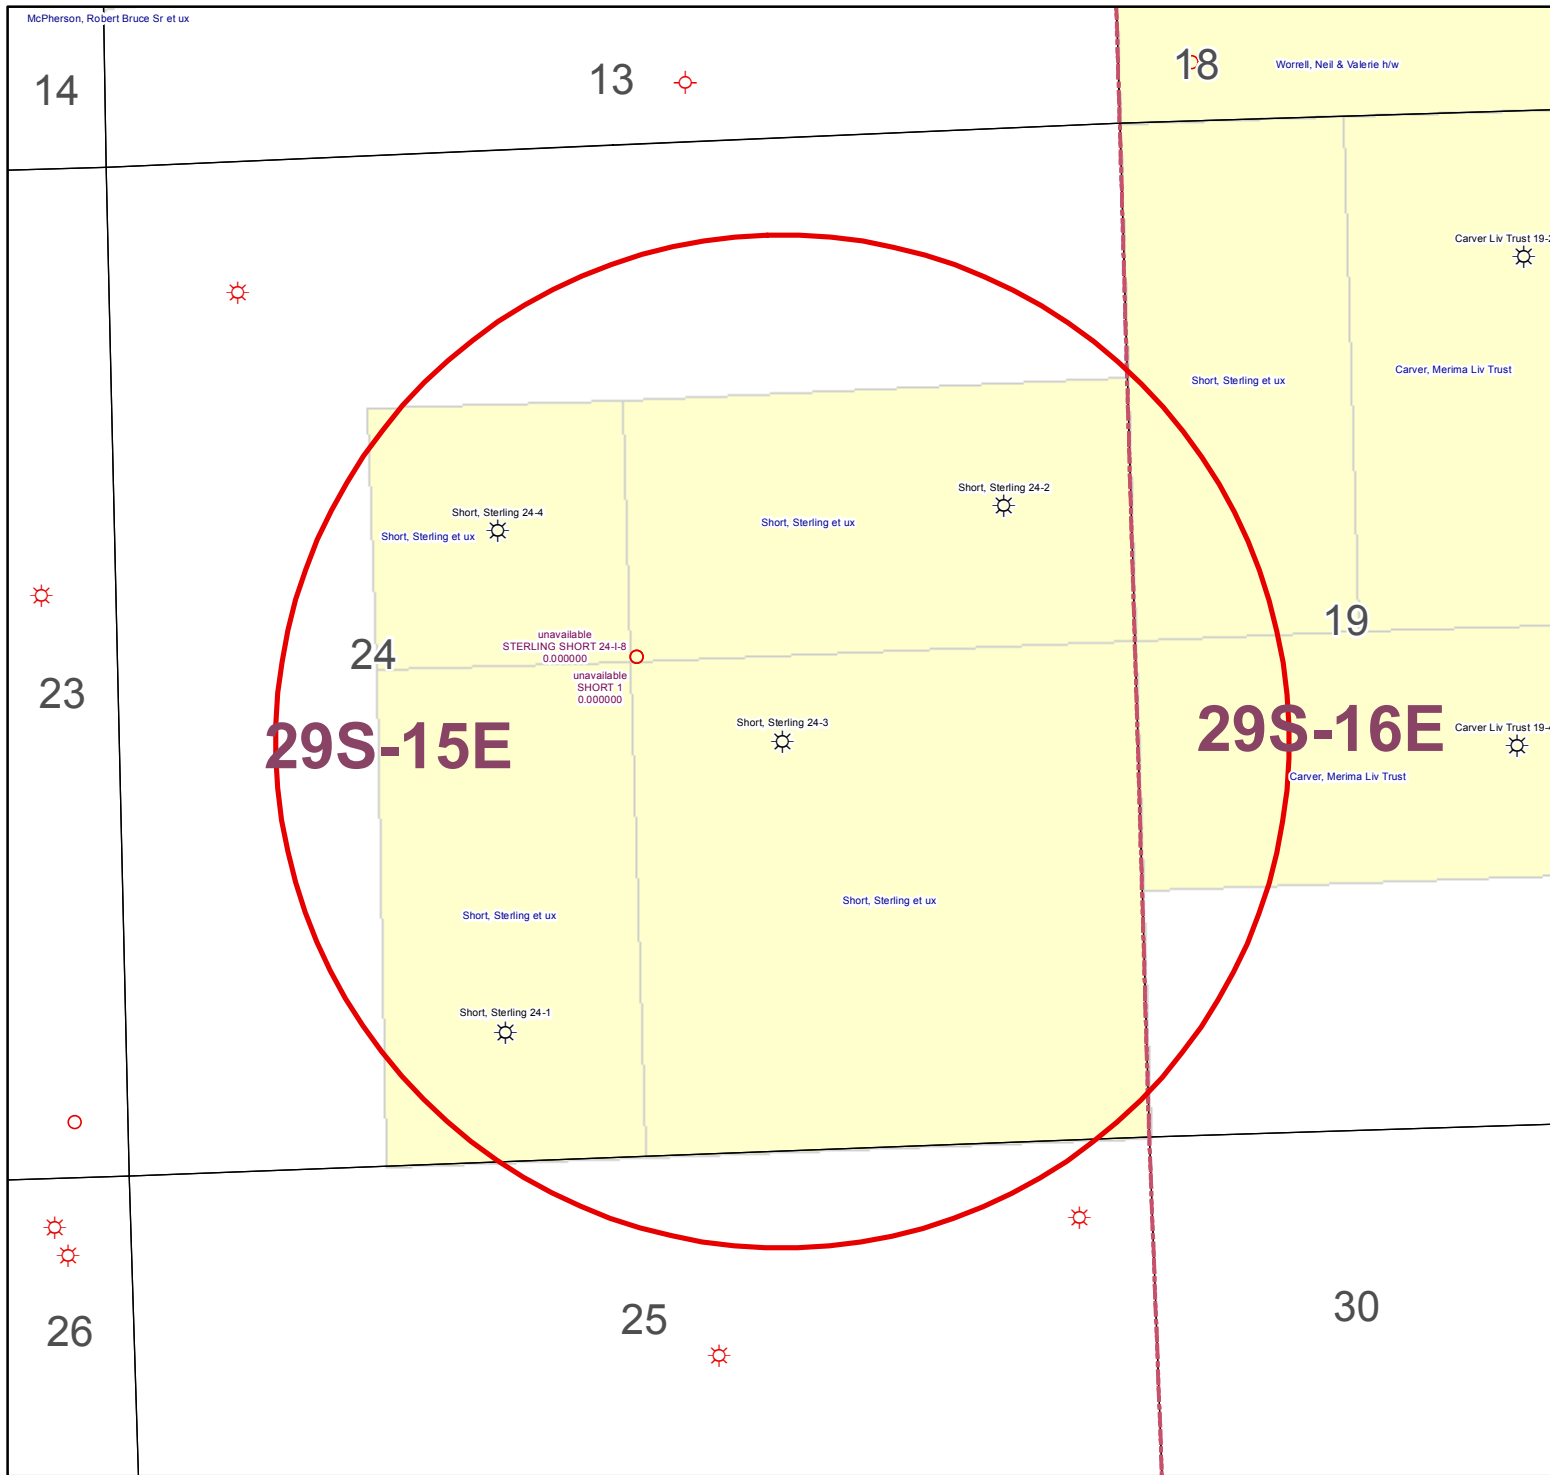 McPherson, Robert Bruce Sr et ux
14
13
18
Worrell, Neil & Valerie h/w
Carver Liv Trust 19-2
Short, Sterling et ux
Carver, Merima Liv Trust
Short, Sterling 24-2
Short, Sterling 24-4
Short, Sterling et ux
Short, Sterling et ux
19
unavailable
STERLING SHORT 24-I-8
0.000000
24
unavailable
SHORT 1
0.000000
23
Short, Sterling 24-3
29S-15E
29S-16E
Carver Liv Trust 19-4
Carver, Merima Liv Trust
Short, Sterling et ux
Short, Sterling et ux
Short, Sterling 24-1
26
25
30